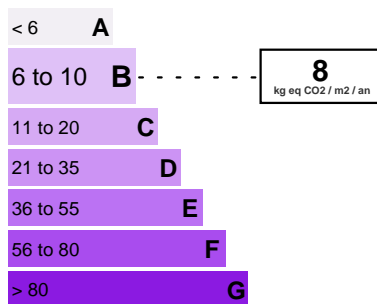 < 6 A
6 to 10 B
8
kg eq CO2 / m2 / an
11 to 20 C
21 to 35 D
36 to 55 E
56 to 80 F
> 80 G